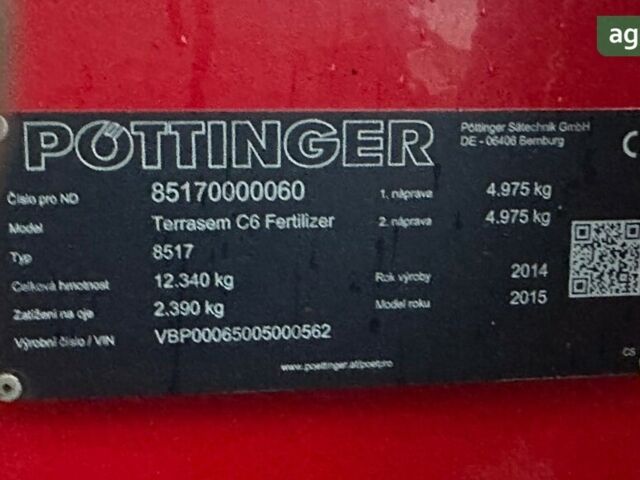 ag
PÖTTINGER
Pöttinger Sätechnik GmbH
DE - 06406 Bernburg
Číslo pro ND 85170000060 1. náprava 4.975 kg
Model Terrasem C6 Fertilizer 2. náprava 4.975 kg
Typ 8517
Celková hmotnost 12.340 kg Rok výroby 2014
Zatížení na oje 2.390 kg Model roku 2015
Výrobní číslo / VIN VBP00065005000562
www.poettinger.at/poetpro
CS